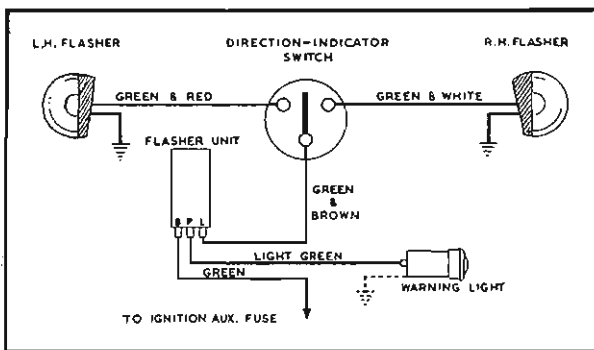 L.H. FLASHER
DIRECTION-INDICATOR
SWITCH
R.H. FLASHER
GREEN & RED
GREEN & WHITE
FLASHER UNIT
GREEN
&
BROWN
B P L
LIGHT GREEN
GREEN
WARNING LIGHT
TO IGNITION AUX. FUSE